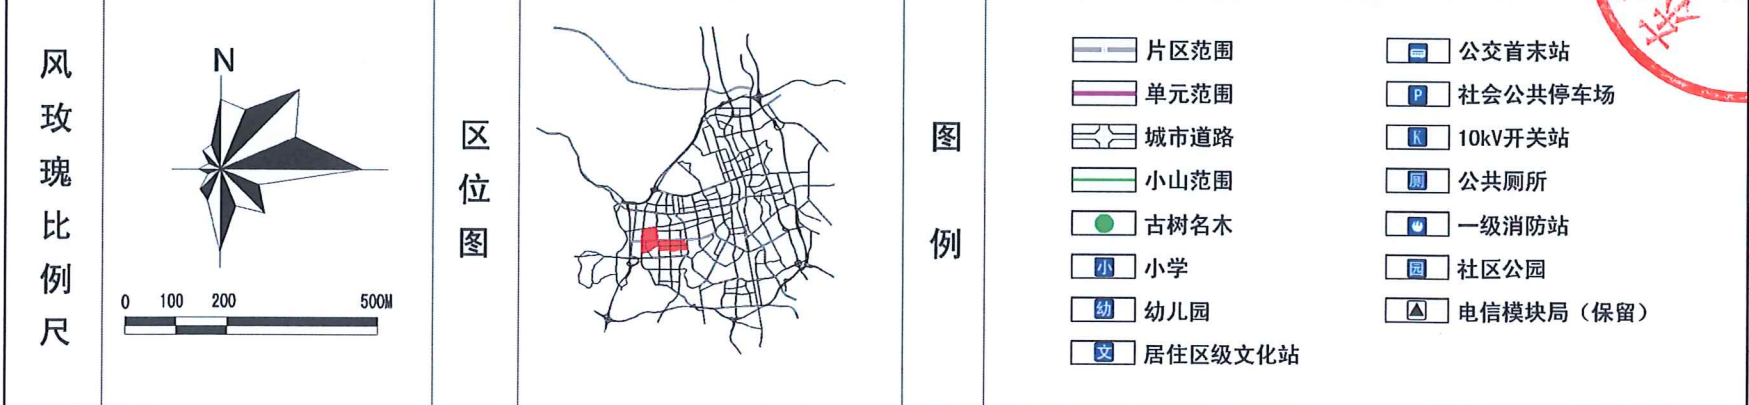 风玫瑰比例尺
N
0 100 200 500M
区位图
图例
片区范围
单元范围
城市道路
小山范围
古树名木
小 小学
幼 幼儿园
文 居住区级文化站
公交首末站
P 社会公共停车场
K 10kV开关站
厕 公共厕所
一级消防站
园 社区公园
电信模块局（保留）